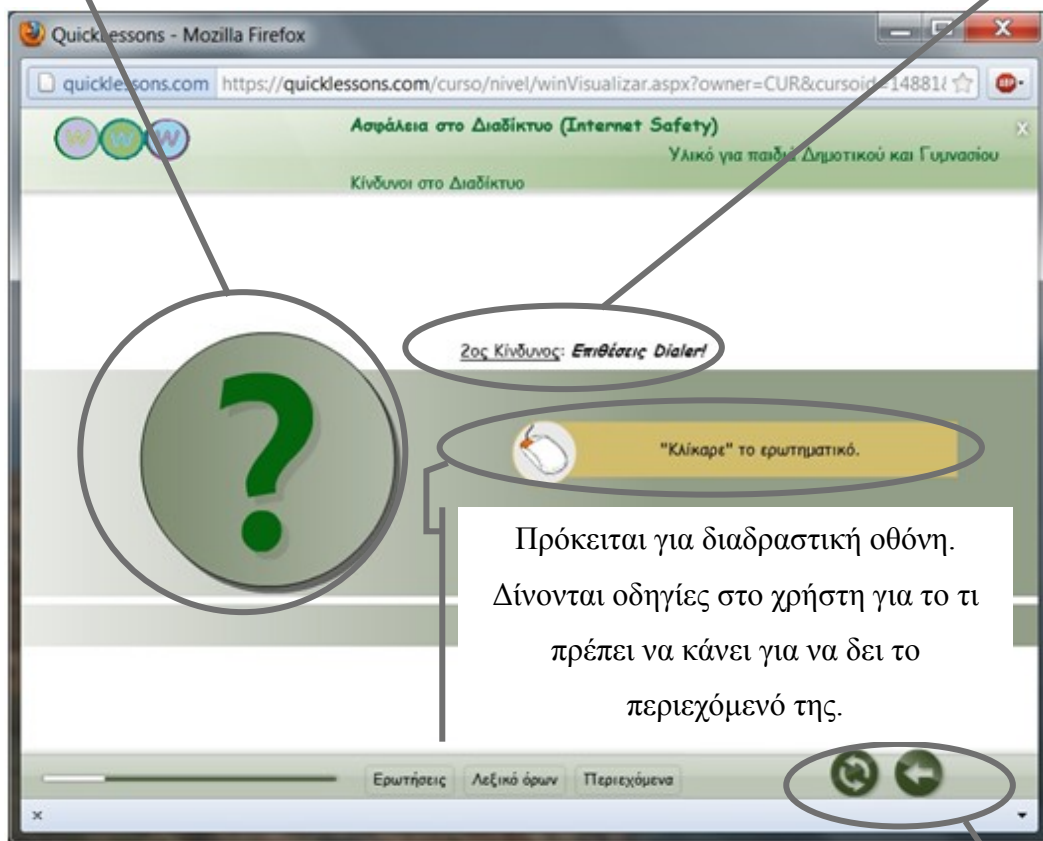 QuickLessons - Mozilla Firefox
quicklessons.com https://quicklessons.com/curso/nivel/winVisualizar.aspx?owner=CUR&cursoid=14881
ABP
W W W
Ασφάλεια στο Διαδίκτυο (Internet Safety)
Υλικό για παιδιά Δημοτικού και Γυμνασίου
Κίνδυνοι στο Διαδίκτυο
2ος Κίνδυνος: Επιθέσεις Dialer!
?
"Κλίκαρε" το ερωτηματικό.
Πρόκειται για διαδραστική οθόνη.
Δίνονται οδηγίες στο χρήστη για το τι
πρέπει να κάνει για να δει το
περιεχόμενό της.
Ερωτήσεις Λεξικό όρων Περιεχόμενα